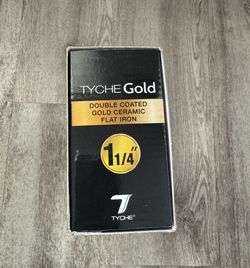 TYCHE Gold
DOUBLE COATED
GOLD CERAMIC
FLAT IRON
1 1/4"
TYCHE®